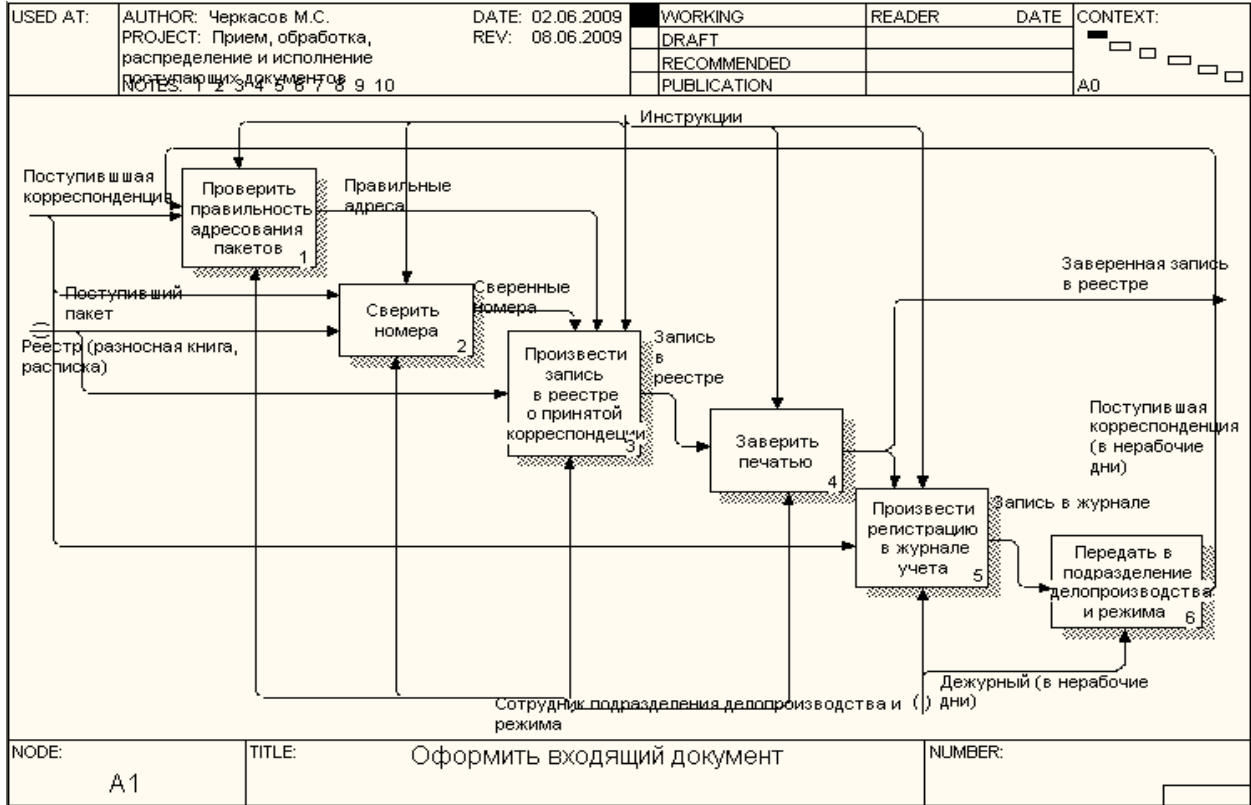 USED AT:
AUTHOR: Черкасов М.С.
DATE: 02.06.2009
PROJECT: Прием, обработка,
REV: 08.06.2009
распределение и исполнение
поступающих документов
NOTES: 1 2 3 4 5 6 7 8 9 10
WORKING
DRAFT
RECOMMENDED
PUBLICATION
READER DATE
CONTEXT:
A0
Инструкции
Поступившшая
корреспонденция
Проверить
правильность
адресования
пакетов
1
Правильные
адреса
Поступивший
пакет
Сверить
номера
2
Сверенные
номера
Заверенная запись
в реестре
Реестр (разносная книга,
расписка)
Произвести
запись
в реестре
о принятой
корреспондеции
3
Запись
в
реестре
Заверить
печатью
4
Поступившая
корреспонденция
(в нерабочие
дни)
Произвести
регистрацию
в журнале
учета
5
Запись в журнале
Передать в
подразделение
делопроизводства
и режима
6
Сотрудник подразделения делопроизводства и
режима
Дежурный (в нерабочие
дни)
NODE:
A1
TITLE:
Оформить входящий документ
NUMBER: